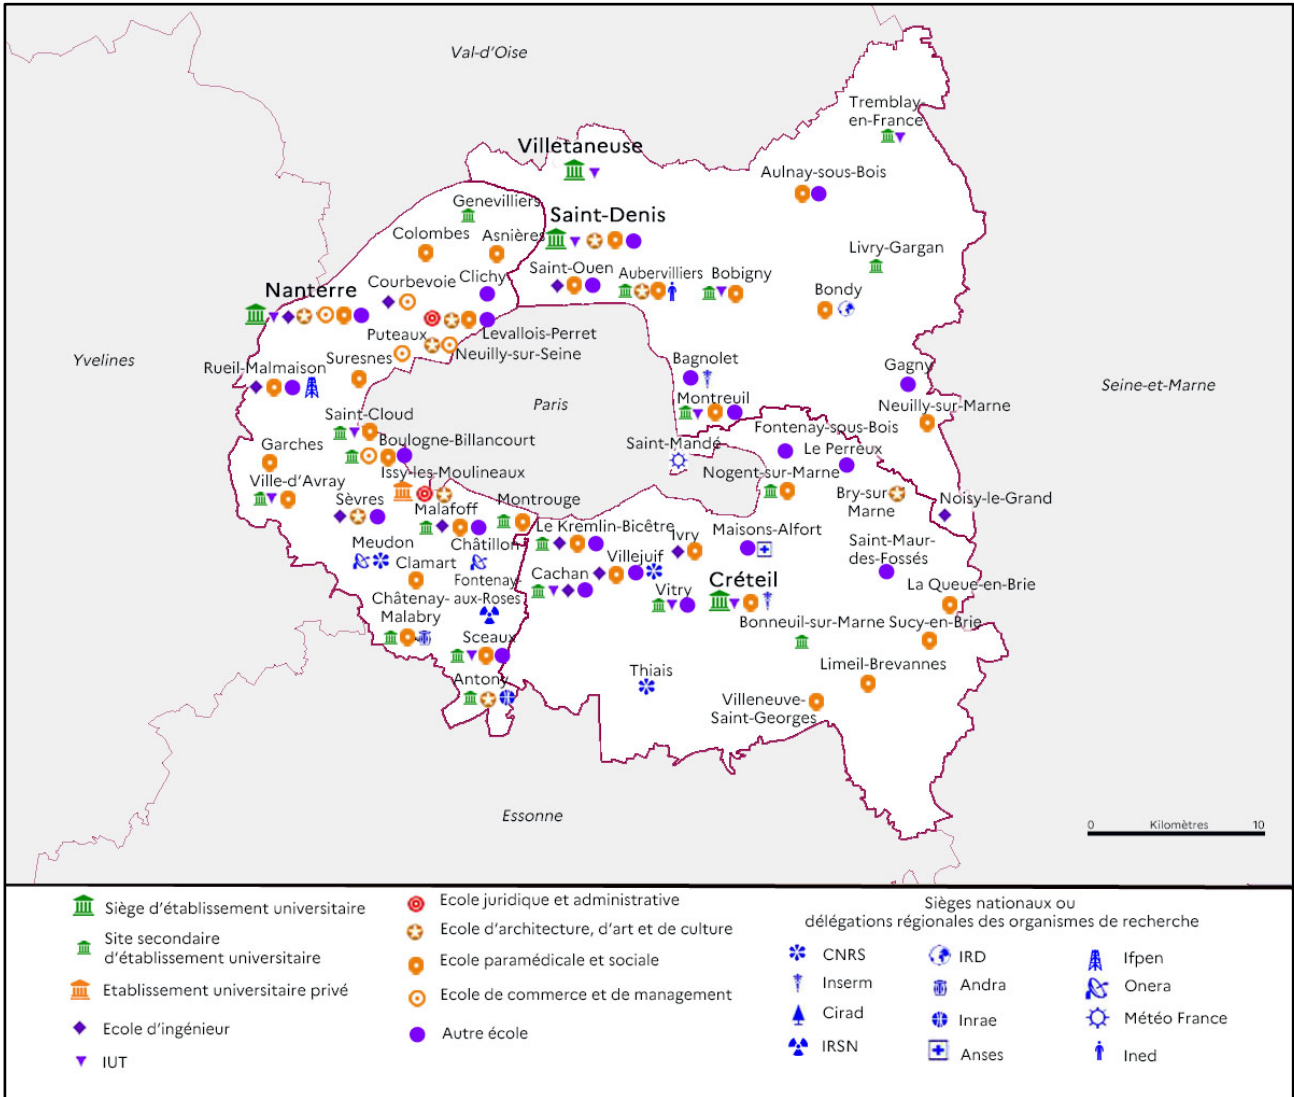 Val-d'Oise
Tremblay-
en-France
Villetaneuse
Aulnay-sous-Bois
Genevilliers
Saint-Denis
Colombes
Asnières
Livry-Gargan
Saint-Ouen
Aubervilliers
Bobigny
Courbevoie
Clichy
Bondy
Nanterre
Puteaux
Levallois-Perret
Neuilly-sur-Seine
Yvelines
Rueil-Malmaison
Suresnes
Bagnolet
Gagny
Seine-et-Marne
Paris
Montreuil
Neuilly-sur-Marne
Saint-Cloud
Fontenay-sous-Bois
Garches
Boulogne-Billancourt
Saint-Mandé
Le Perreux
Issy-les-Moulineaux
Nogent-sur-Marne
Ville-d'Avray
Sèvres
Montrouge
Bry-sur-
Marne
Noisy-le-Grand
Malafoff
Le Kremlin-Bicêtre
Ivry
Maisons-Alfort
Saint-Maur-
des-Fossés
Meudon
Châtillon
Villejuif
Clamart
Cachan
Créteil
La Queue-en-Brie
Fontenay-
aux-Roses
Vitry
Châtenay-
Malabry
Bonneuil-sur-Marne
Sucy-en-Brie
Sceaux
Limeil-Brevannes
Thiais
Antony
Villeneuve-
Saint-Georges
Essonne
0 Kilomètres 10
Siège d'établissement universitaire
Site secondaire
d'établissement universitaire
Etablissement universitaire privé
Ecole d'ingénieur
IUT
Ecole juridique et administrative
Ecole d'architecture, d'art et de culture
Ecole paramédicale et sociale
Ecole de commerce et de management
Autre école
Sièges nationaux ou
délégations régionales des organismes de recherche
CNRS
Inserm
Cirad
IRSN
IRD
Andra
Inrae
Anses
Ifpen
Onera
Météo France
Ined